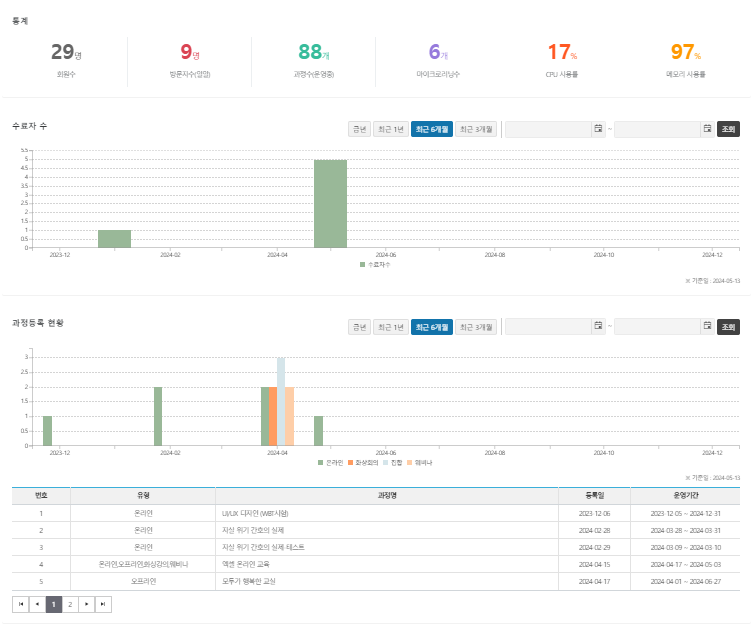 통계
29명 9명 88개 6개 17% 97%
회원수 방문자수(일일) 과정수(운영중) 마이크로러닝수 CPU 사용률 메모리 사용률
수료자 수 금년 최근 1년 최근 6개월 최근 3개월 ~ 조회
5.5
5
4.5
4
3.5
3
2.5
2
1.5
1
0.5
0
2023-12 2024-02 2024-04 2024-06 2024-08 2024-10 2024-12
수료자수
※ 기준일 : 2024-05-13
과정등록 현황 금년 최근 1년 최근 6개월 최근 3개월 ~ 조회
3
2.5
2
1.5
1
0.5
0
2023-12 2024-02 2024-04 2024-06 2024-08 2024-10 2024-12
온라인 화상회의 집합 웨비나
※ 기준일 : 2024-05-13
번호 유형 과정명 등록일 운영기간
1 온라인 UI/UX 디자인 (WBT시험) 2023-12-06 2023-12-05 ~ 2024-12-31
2 온라인 자살 위기 간호의 실제 2024-02-28 2024-03-28 ~ 2024-03-31
3 온라인 자살 위기 간호의 실제 테스트 2024-02-29 2024-03-09 ~ 2024-03-10
4 온라인,오프라인,화상강의,웨비나 엑셀 온라인 교육 2024-04-15 2024-04-17 ~ 2024-05-03
5 오프라인 모두가 행복한 교실 2024-04-17 2024-04-01 ~ 2024-06-27
1 2